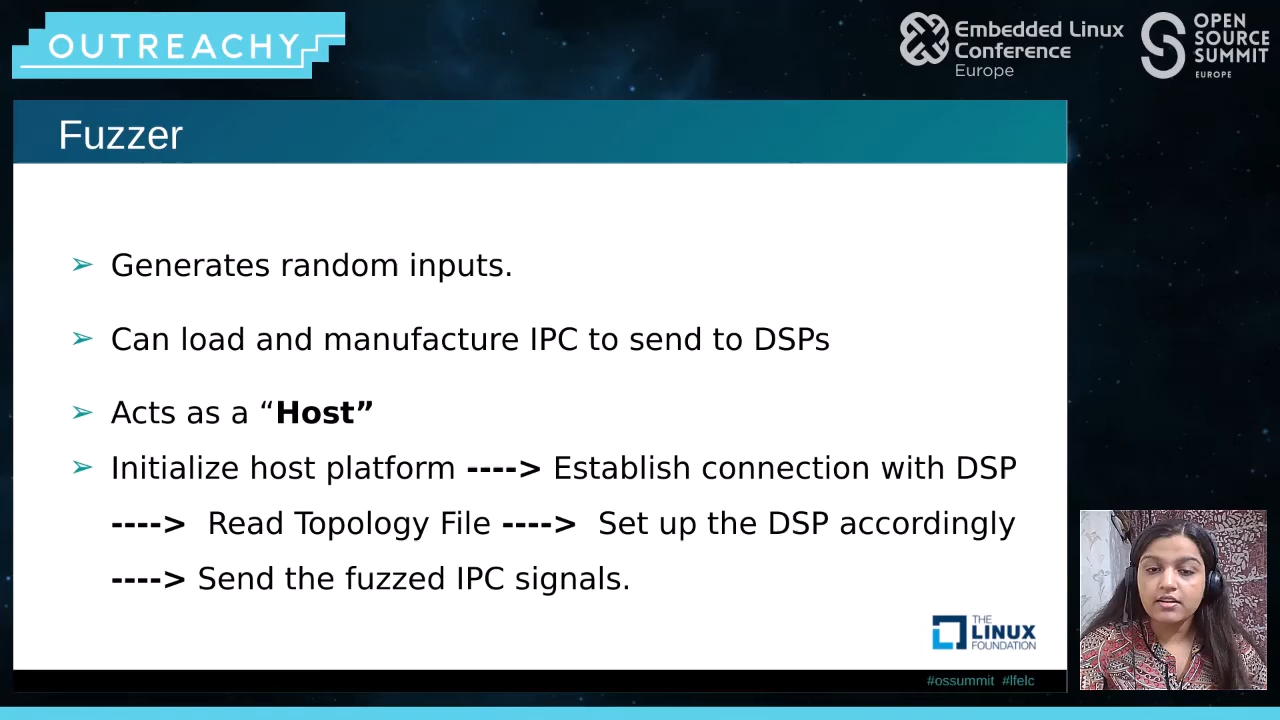 OUTREACHY
Embedded Linux
Conference
Europe
OPEN
SOURCE
SUMMIT
EUROPE
Fuzzer
➢ Generates random inputs.
➢ Can load and manufacture IPC to send to DSPs
➢ Acts as a “Host”
➢ Initialize host platform ----> Establish connection with DSP
----> Read Topology File ----> Set up the DSP accordingly
----> Send the fuzzed IPC signals.
THE
LINUX
FOUNDATION
#ossummit #lfelc